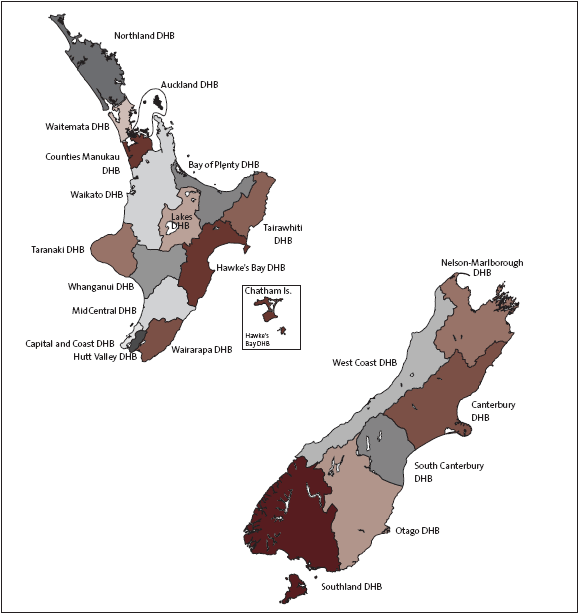 Northland DHB
Auckland DHB
Waitemata DHB
Counties Manukau
DHB
Bay of Plenty DHB
Waikato DHB
Lakes
DHB
Tairawhiti
DHB
Taranaki DHB
Hawke's Bay DHB
Whanganui DHB
MidCentral DHB
Capital and Coast DHB
Hutt Valley DHB
Wairarapa DHB
Chatham Is.
Hawke's
Bay DHB
Nelson-Marlborough
DHB
West Coast DHB
Canterbury
DHB
South Canterbury
DHB
Otago DHB
Southland DHB